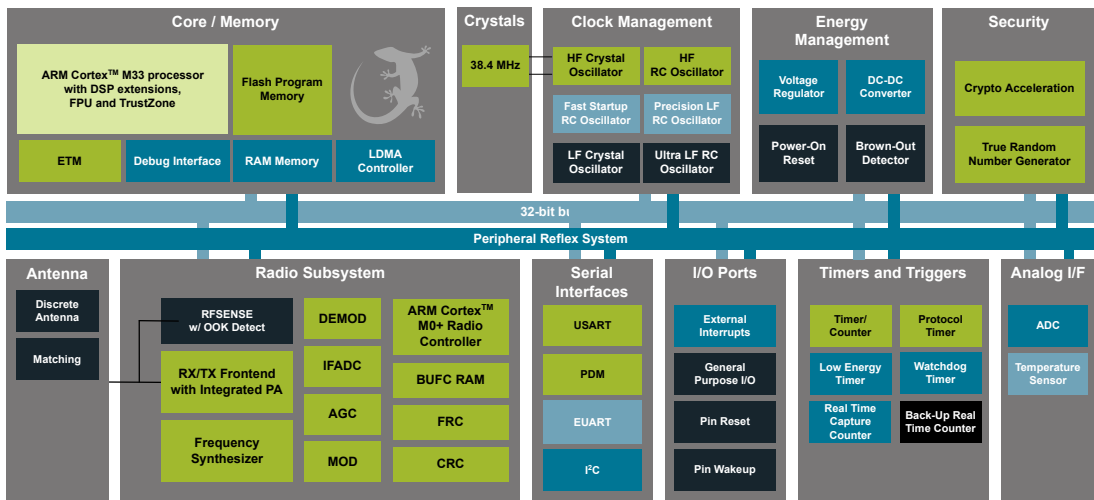 Core / Memory
ARM Cortex™ M33 processor
with DSP extensions,
FPU and TrustZone
Flash Program
Memory
ETM
Debug Interface
RAM Memory
LDMA
Controller
Crystals
38.4 MHz
Clock Management
HF Crystal
Oscillator
HF
RC Oscillator
Fast Startup
RC Oscillator
Precision LF
RC Oscillator
LF Crystal
Oscillator
Ultra LF RC
Oscillator
Energy
Management
Voltage
Regulator
DC-DC
Converter
Power-On
Reset
Brown-Out
Detector
Security
Crypto Acceleration
True Random
Number Generator
32-bit bu
Peripheral Reflex System
Antenna
Discrete
Antenna
Matching
Radio Subsystem
RFSENSE
w/ OOK Detect
RX/TX Frontend
with Integrated PA
Frequency
Synthesizer
DEMOD
IFADC
AGC
MOD
ARM Cortex™
M0+ Radio
Controller
BUFC RAM
FRC
CRC
Serial
Interfaces
USART
PDM
EUART
I²C
I/O Ports
External
Interrupts
General
Purpose I/O
Pin Reset
Pin Wakeup
Timers and Triggers
Timer/
Counter
Protocol
Timer
Low Energy
Timer
Watchdog
Timer
Real Time
Capture
Counter
Back-Up Real
Time Counter
Analog I/F
ADC
Temperature
Sensor